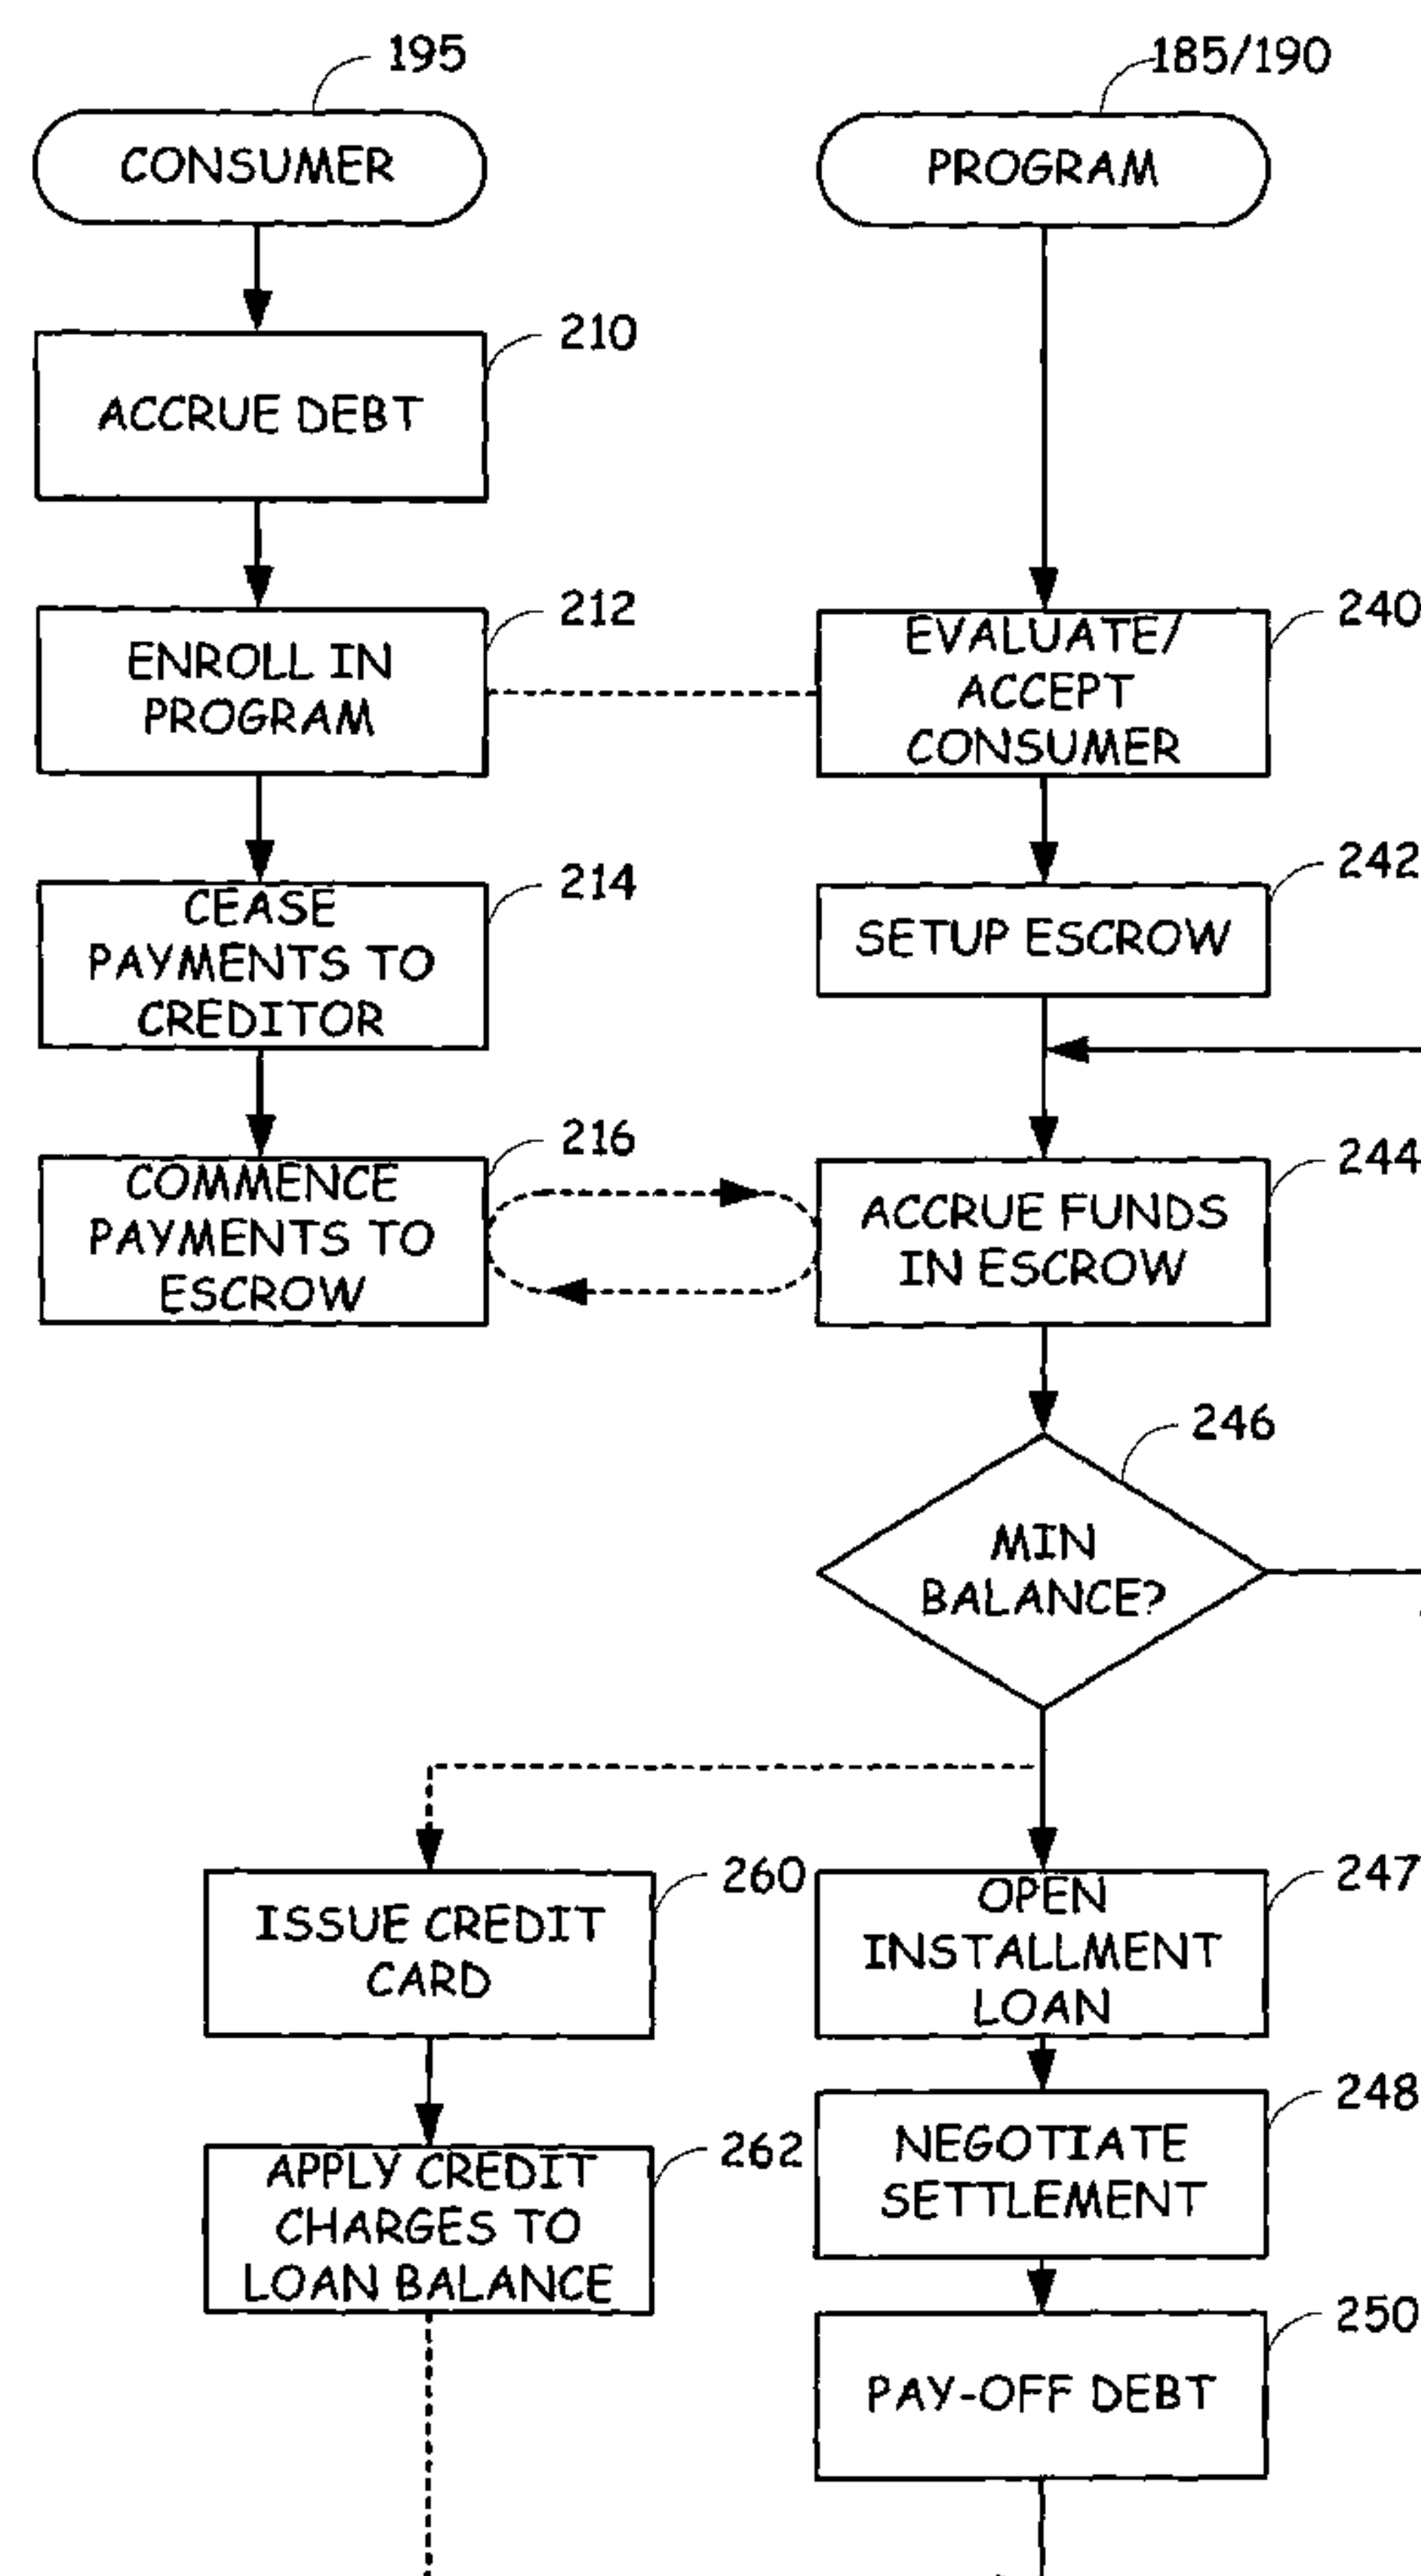 195
185/190
CONSUMER
PROGRAM
210
ACCRUE DEBT
212
ENROLL IN
PROGRAM
240
EVALUATE/
ACCEPT
CONSUMER
214
CEASE
PAYMENTS TO
CREDITOR
242
SETUP ESCROW
216
COMMENCE
PAYMENTS TO
ESCROW
244
ACCRUE FUNDS
IN ESCROW
246
MIN
BALANCE?
260
ISSUE CREDIT
CARD
247
OPEN
INSTALLMENT
LOAN
248
NEGOTIATE
SETTLEMENT
262
APPLY CREDIT
CHARGES TO
LOAN BALANCE
250
PAY-OFF DEBT